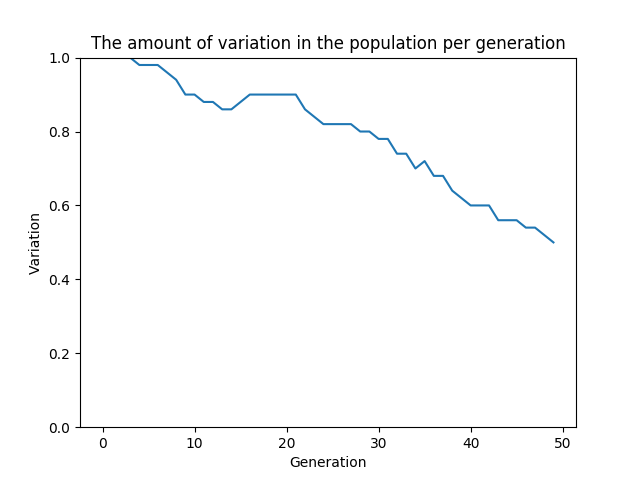 The amount of variation in the population per generation
1.0
0.8
0.6
0.4
0.2
0.0
Variation
0 10 20 30 40 50
Generation